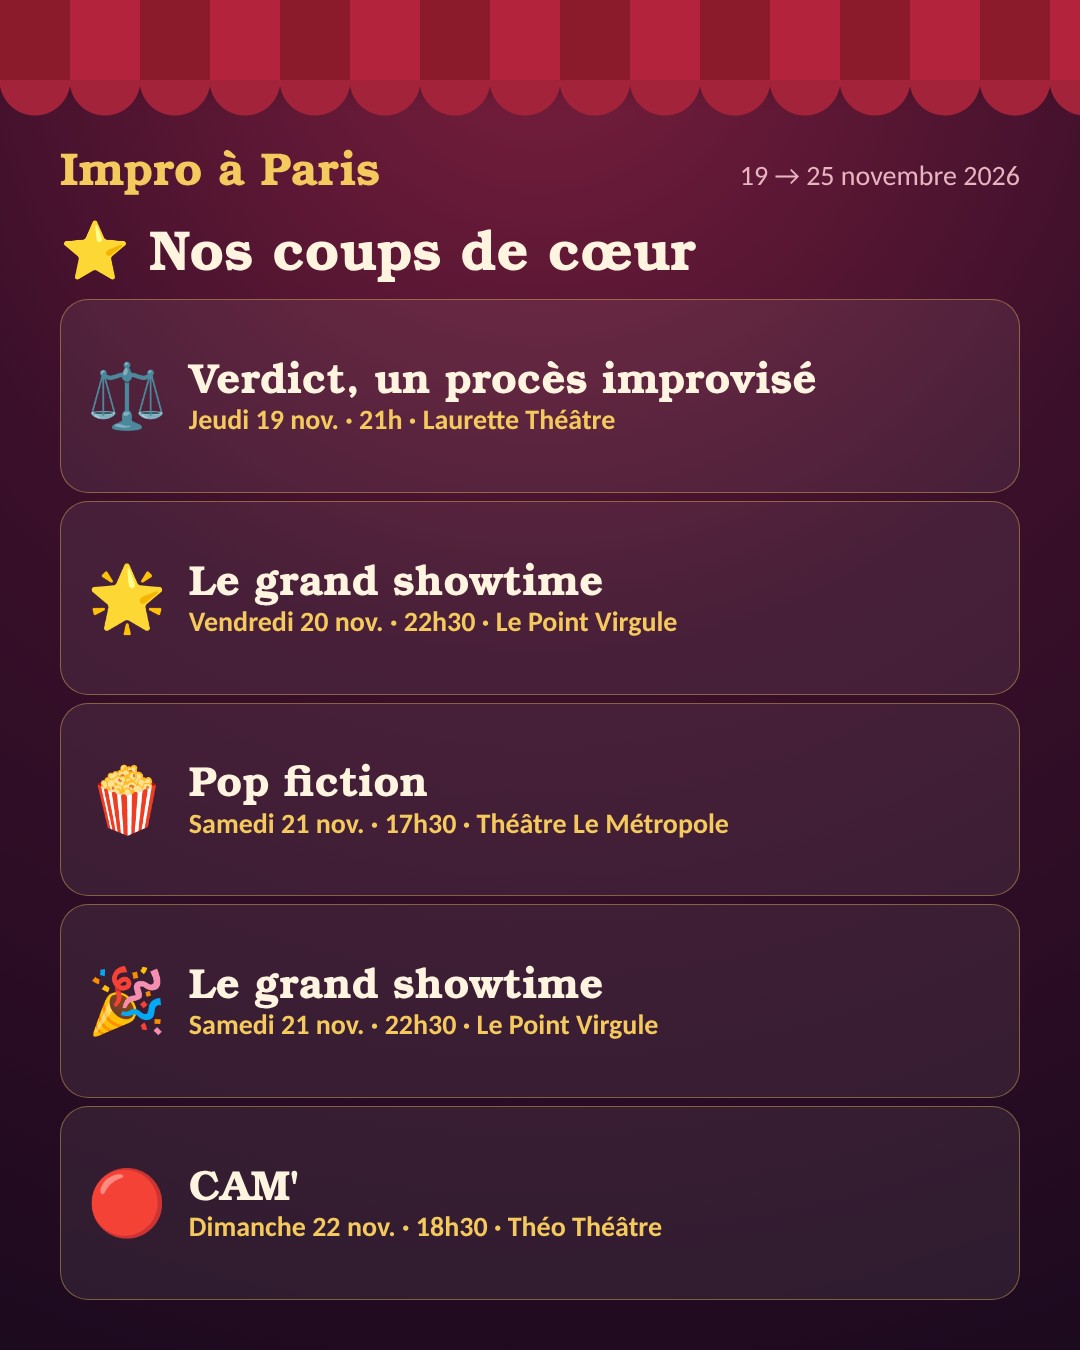 Impro à Paris
19 → 25 novembre 2026
Nos coups de cœur
Verdict, un procès improvisé
Jeudi 19 nov. · 21h · Laurette Théâtre
Le grand showtime
Vendredi 20 nov. · 22h30 · Le Point Virgule
Pop fiction
Samedi 21 nov. · 17h30 · Théâtre Le Métropole
Le grand showtime
Samedi 21 nov. · 22h30 · Le Point Virgule
CAM'
Dimanche 22 nov. · 18h30 · Théo Théâtre